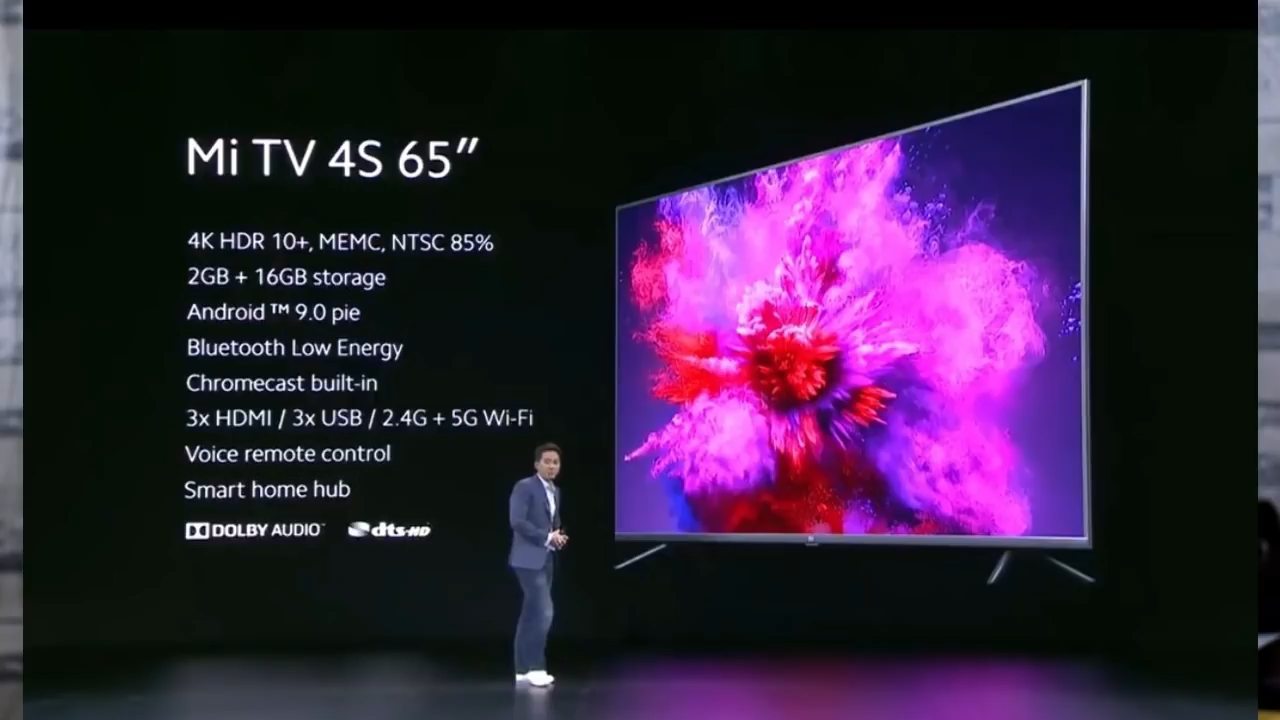 Mi TV 4S 65″
4K HDR 10+, MEMC, NTSC 85%
2GB + 16GB storage
Android ™ 9.0 pie
Bluetooth Low Energy
Chromecast built-in
3x HDMI / 3x USB / 2.4G + 5G Wi-Fi
Voice remote control
Smart home hub
DOLBY AUDIO™ dts-HD